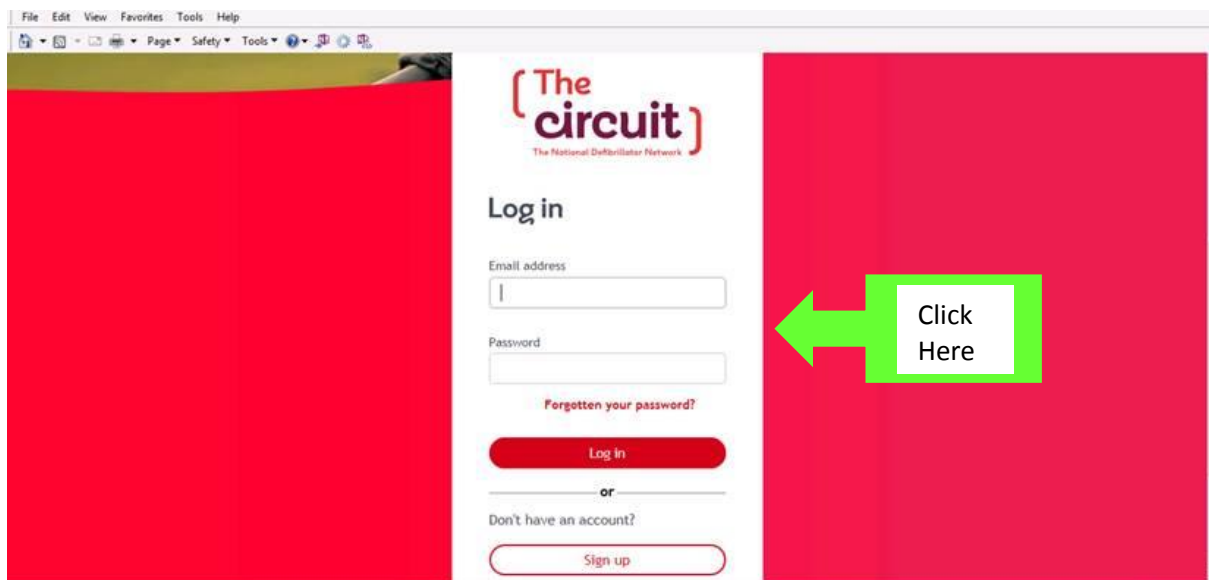 File Edit View Favorites Tools Help
Page Safety Tools
The
circuit
The National Defibrillator Network
Log in
Email address
Click
Here
Password
Forgotten your password?
Log in
or
Don't have an account?
Sign up